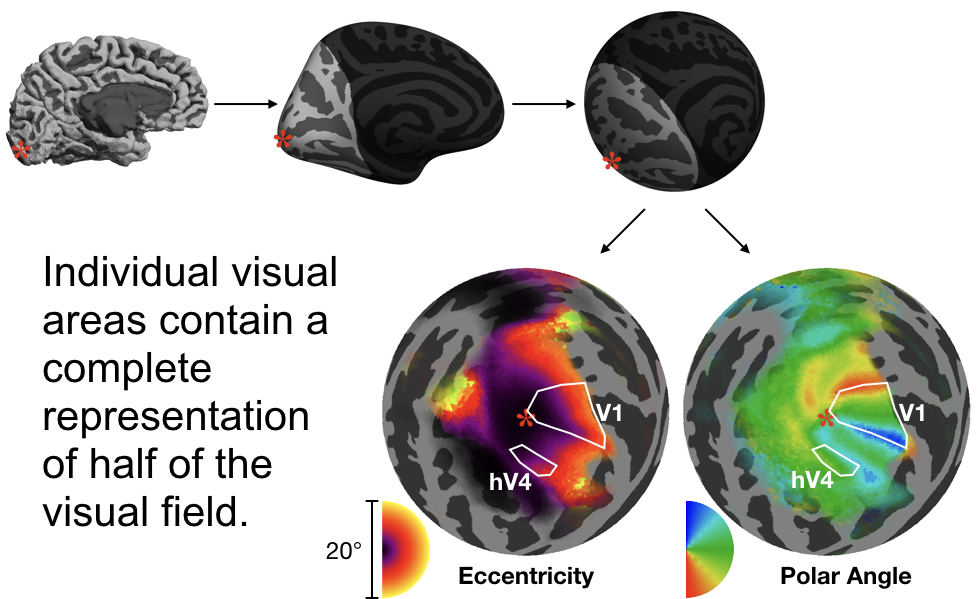 Individual visual
areas contain a
complete
representation
of half of the
visual field.
V1
hV4
20°
Eccentricity
V1
hV4
Polar Angle